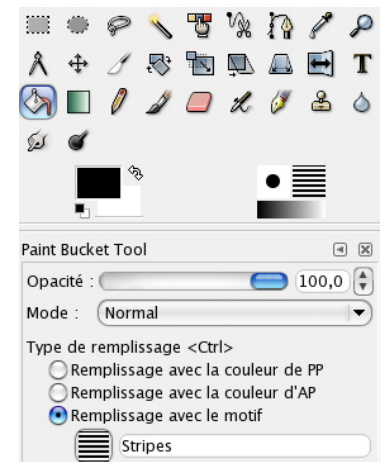 T
Paint Bucket Tool
Opacité : 100,0
Mode : Normal
Type de remplissage <Ctrl>
Remplissage avec la couleur de PP
Remplissage avec la couleur d'AP
Remplissage avec le motif
Stripes